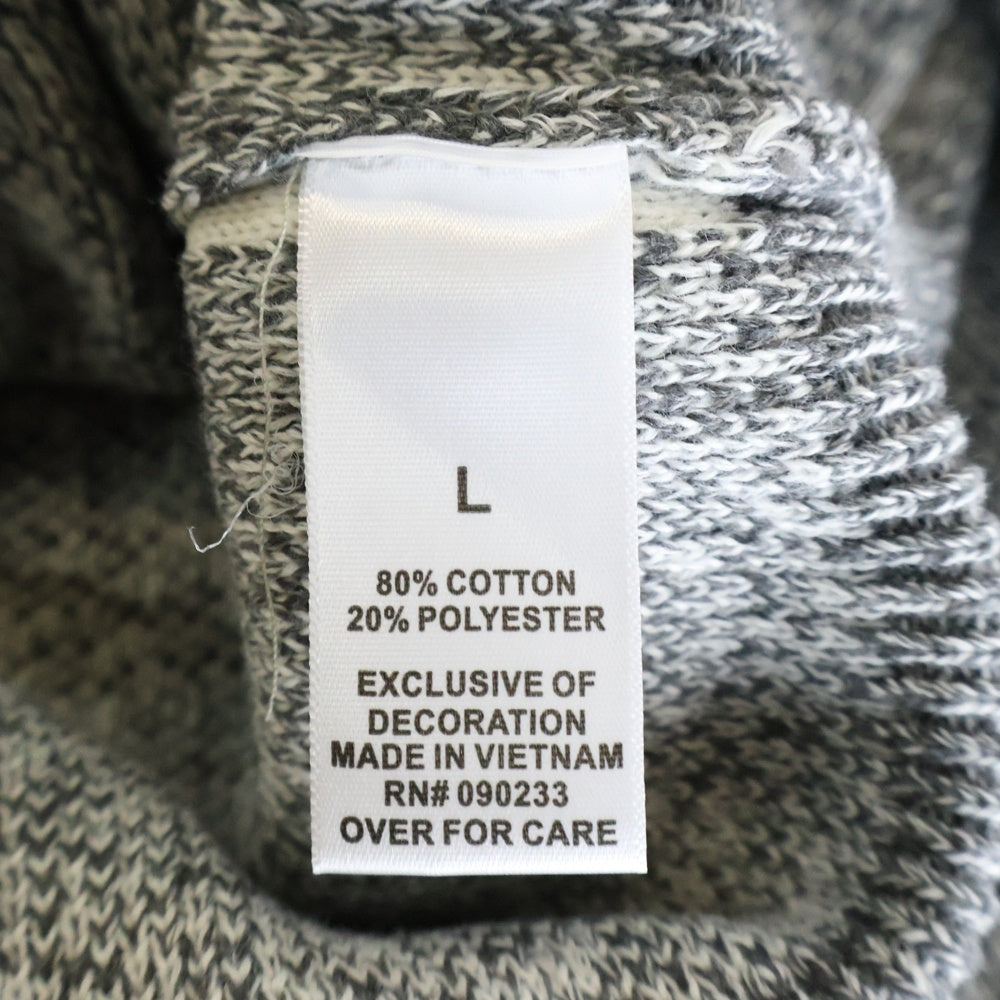 L
80% COTTON
20% POLYESTER
EXCLUSIVE OF
DECORATION
MADE IN VIETNAM
RN# 090233
OVER FOR CARE